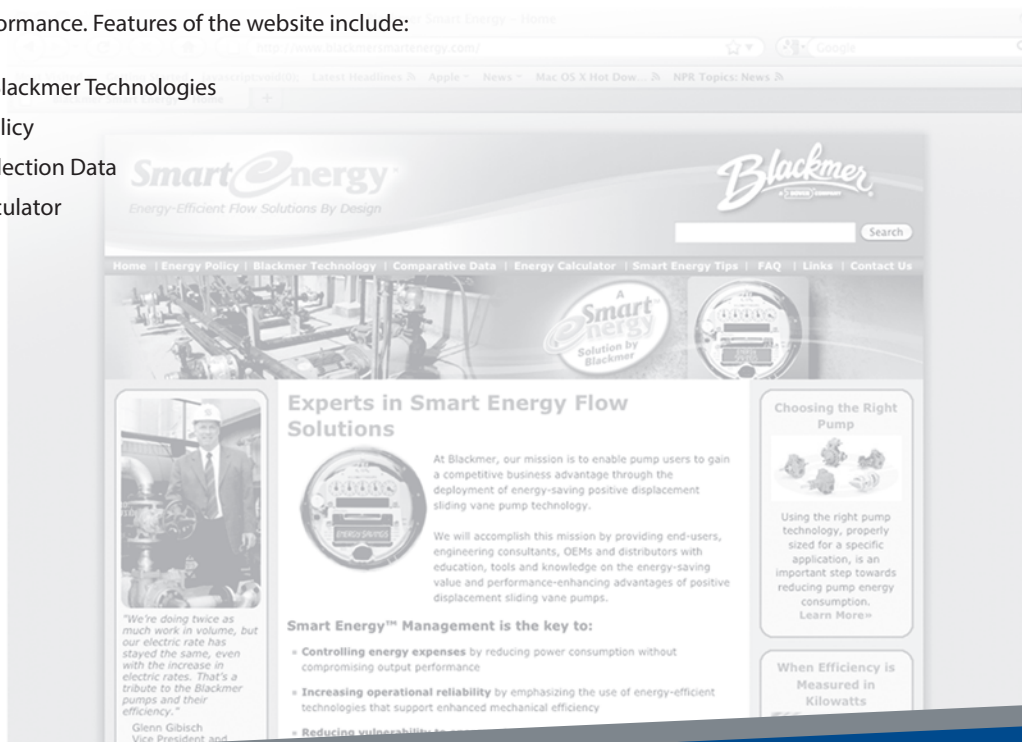 ormance. Features of the website include:
Blackmer Technologies
licy
lection Data
culator
Smart Energy - Home
http://www.blackmersmartenergy.com/
Google
Latest Headlines Apple News Mac OS X Hot Dow... NPR Topics: News
Smart energy
Energy-Efficient Flow Solutions By Design
Blackmer
Search
Home | Energy Policy | Blackmer Technology | Comparative Data | Energy Calculator | Smart Energy Tips | FAQ | Links | Contact Us
A
Smart
energy
Solution by
Blackmer
"We're doing twice as
much work in volume, but
our electric rate has
stayed the same, even
with the increase in
electric rates. That's a
tribute to the Blackmer
pumps and their
efficiency."
Glenn Gibisch
Vice President and
Experts in Smart Energy Flow
Solutions
ENERGY SAVINGS
At Blackmer, our mission is to enable pump users to gain
a competitive business advantage through the
deployment of energy-saving positive displacement
sliding vane pump technology.
We will accomplish this mission by providing end-users,
engineering consultants, OEMs and distributors with
education, tools and knowledge on the energy-saving
value and performance-enhancing advantages of positive
displacement sliding vane pumps.
Smart Energy™ Management is the key to:
» Controlling energy expenses by reducing power consumption without
compromising output performance
» Increasing operational reliability by emphasizing the use of energy-efficient
technologies that support enhanced mechanical efficiency
» Reducing vulnerability to
Choosing the Right
Pump
Using the right pump
technology, properly
sized for a specific
application, is an
important step towards
reducing pump energy
consumption.
Learn More»
When Efficiency is
Measured in
Kilowatts